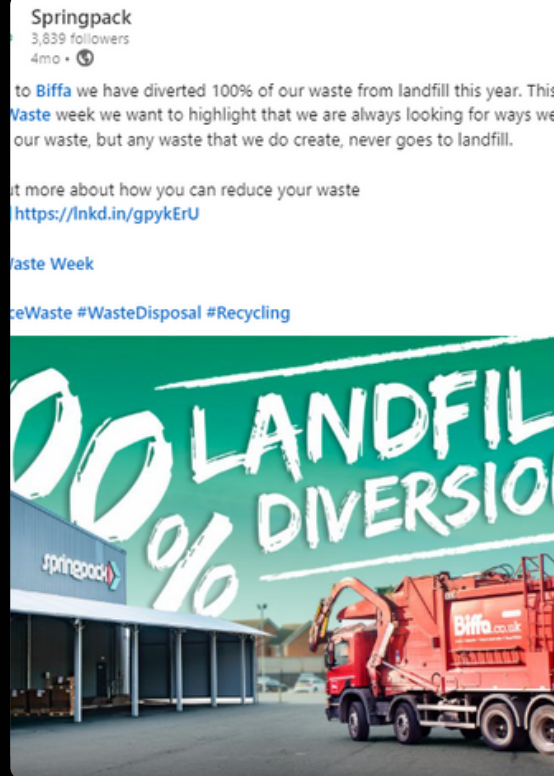 Springpack
3,839 followers
4mo •
to Biffa we have diverted 100% of our waste from landfill this year. This
Waste week we want to highlight that we are always looking for ways we
our waste, but any waste that we do create, never goes to landfill.
ut more about how you can reduce your waste
https://lnkd.in/gpykErU
Waste Week
ceWaste #WasteDisposal #Recycling
00% LANDFIL
DIVERSIO
springpack
Biffa.co.uk